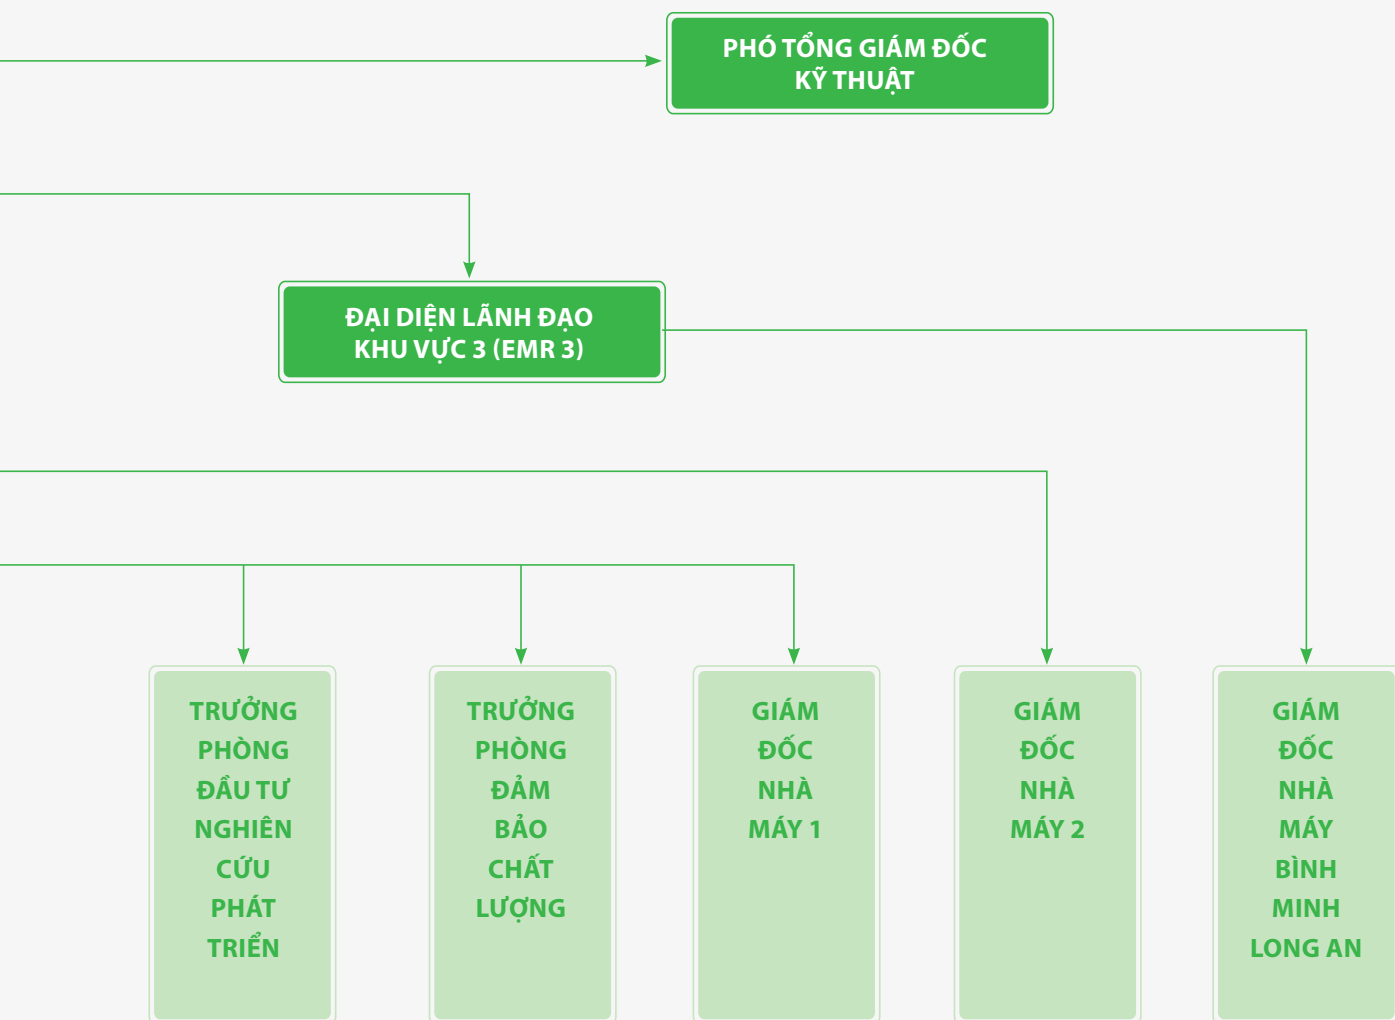 PHÓ TỔNG GIÁM ĐỐC
KỸ THUẬT
ĐẠI DIỆN LÃNH ĐẠO
KHU VỰC 3 (EMR 3)
TRƯỞNG
PHÒNG
ĐẦU TƯ
NGHIÊN
CỨU
PHÁT
TRIỂN
TRƯỞNG
PHÒNG
ĐẢM
BẢO
CHẤT
LƯỢNG
GIÁM
ĐỐC
NHÀ
MÁY 1
GIÁM
ĐỐC
NHÀ
MÁY 2
GIÁM
ĐỐC
NHÀ
MÁY
BÌNH
MINH
LONG AN